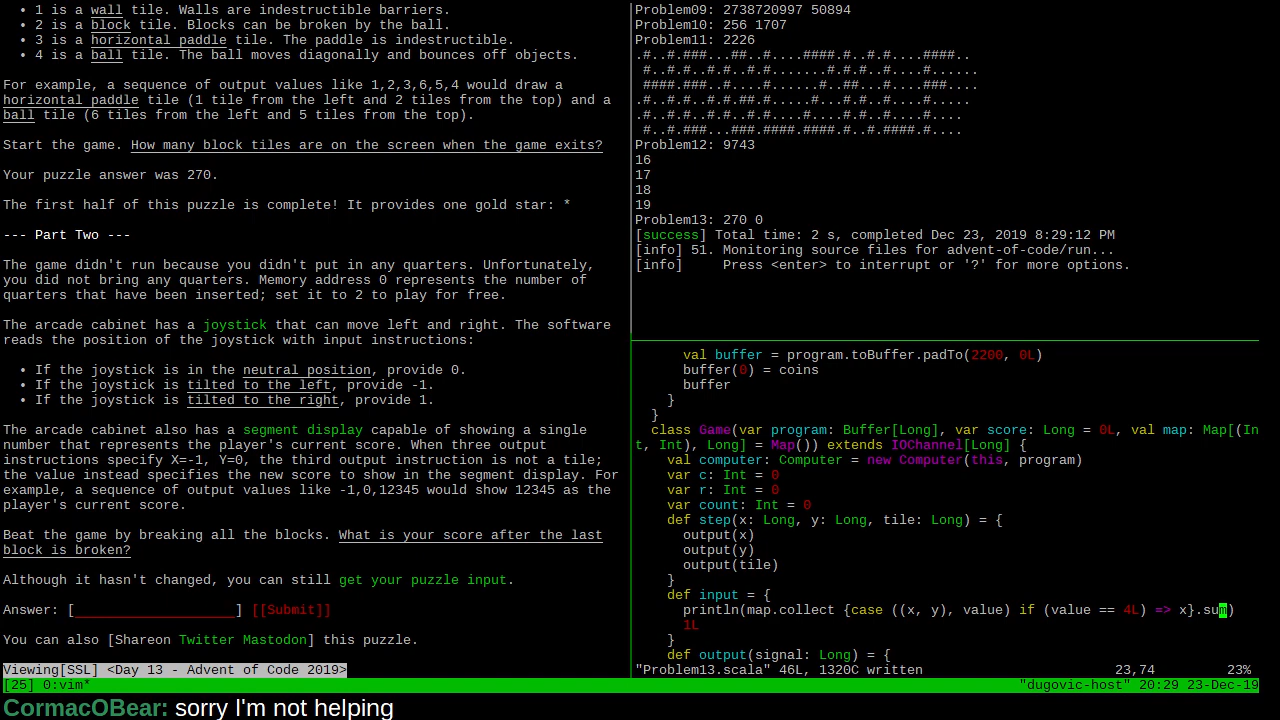 • 1 is a wall tile. Walls are indestructible barriers.
• 2 is a block tile. Blocks can be broken by the ball.
• 3 is a horizontal paddle tile. The paddle is indestructible.
• 4 is a ball tile. The ball moves diagonally and bounces off objects.
For example, a sequence of output values like 1,2,3,6,5,4 would draw a
horizontal paddle tile (1 tile from the left and 2 tiles from the top) and a
ball tile (6 tiles from the left and 5 tiles from the top).
Start the game. How many block tiles are on the screen when the game exits?
Your puzzle answer was 270.
The first half of this puzzle is complete! It provides one gold star: *
--- Part Two ---
The game didn't run because you didn't put in any quarters. Unfortunately,
you did not bring any quarters. Memory address 0 represents the number of
quarters that have been inserted; set it to 2 to play for free.
The arcade cabinet has a joystick that can move left and right. The software
reads the position of the joystick with input instructions:
• If the joystick is in the neutral position, provide 0.
• If the joystick is tilted to the left, provide -1.
• If the joystick is tilted to the right, provide 1.
The arcade cabinet also has a segment display capable of showing a single
number that represents the player's current score. When three output
instructions specify X=-1, Y=0, the third output instruction is not a tile;
the value instead specifies the new score to show in the segment display. For
example, a sequence of output values like -1,0,12345 would show 12345 as the
player's current score.
Beat the game by breaking all the blocks. What is your score after the last
block is broken?
Although it hasn't changed, you can still get your puzzle input.
Answer: [_____________________] [[Submit]]
You can also [Shareon Twitter Mastodon] this puzzle.
Viewing[SSL] <Day 13 - Advent of Code 2019>
Problem09: 2738720997 50894
Problem10: 256 1707
Problem11: 2226
.#..#.###...##..#....####.#..#.#....####..
 #..#.#..#.#..#.#.......#.#.#..#....#......
 ####.###..#....#......#..##...#....###....
.#..#.#..#.#.##.#.....#...#.#..#....#.....
.#..#.#..#.#..#.#....#....#.#..#....#....
 #..#.###...###.####.####.#..#.####.#....
Problem12: 9743
16
17
18
19
Problem13: 270 0
[success] Total time: 2 s, completed Dec 23, 2019 8:29:12 PM
[info] 51. Monitoring source files for advent-of-code/run...
[info]     Press <enter> to interrupt or '?' for more options.
val buffer = program.toBuffer.padTo(2200, 0L)
buffer(0) = coins
buffer
}
}
class Game(var program: Buffer[Long], var score: Long = 0L, val map: Map[(In
t, Int), Long] = Map()) extends IOChannel[Long] {
val computer: Computer = new Computer(this, program)
var c: Int = 0
var r: Int = 0
var count: Int = 0
def step(x: Long, y: Long, tile: Long) = {
output(x)
output(y)
output(tile)
}
def input = {
println(map.collect {case ((x, y), value) if (value == 4L) => x}.sum)
1L
}
def output(signal: Long) = {
"Problem13.scala" 46L, 1320C written 23,74 23%
[25] 0:vim* "dugovic-host" 20:29 23-Dec-19
CormacOBear: sorry I'm not helping